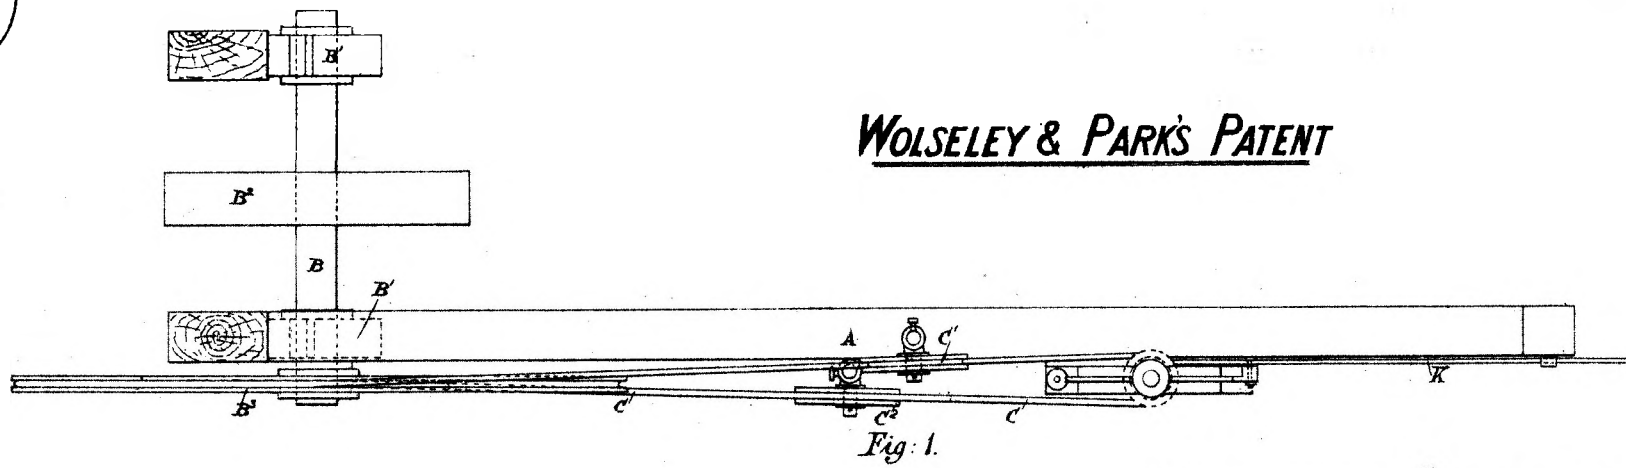 B'
WOLSELEY & PARK'S PATENT
B²
B
B'
A
C'
K
B³
C'
C²
C'
Fig: 1.